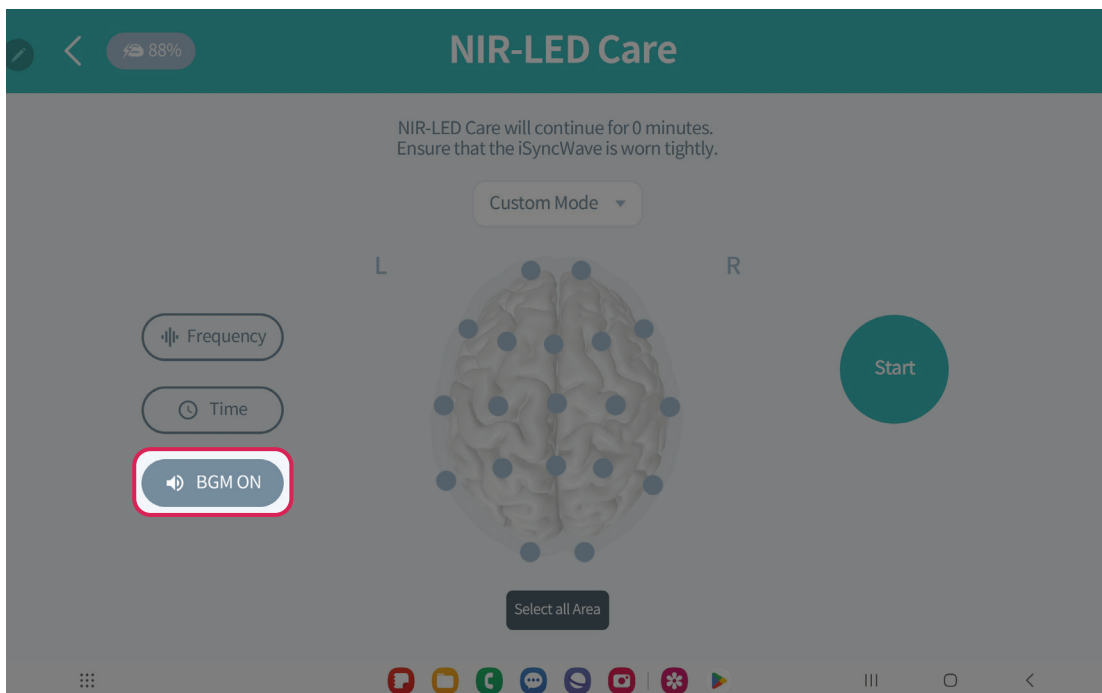 88%
NIR-LED Care
NIR-LED Care will continue for 0 minutes.
Ensure that the iSyncWave is worn tightly.
Custom Mode
L
R
Frequency
Start
Time
BGM ON
Select all Area